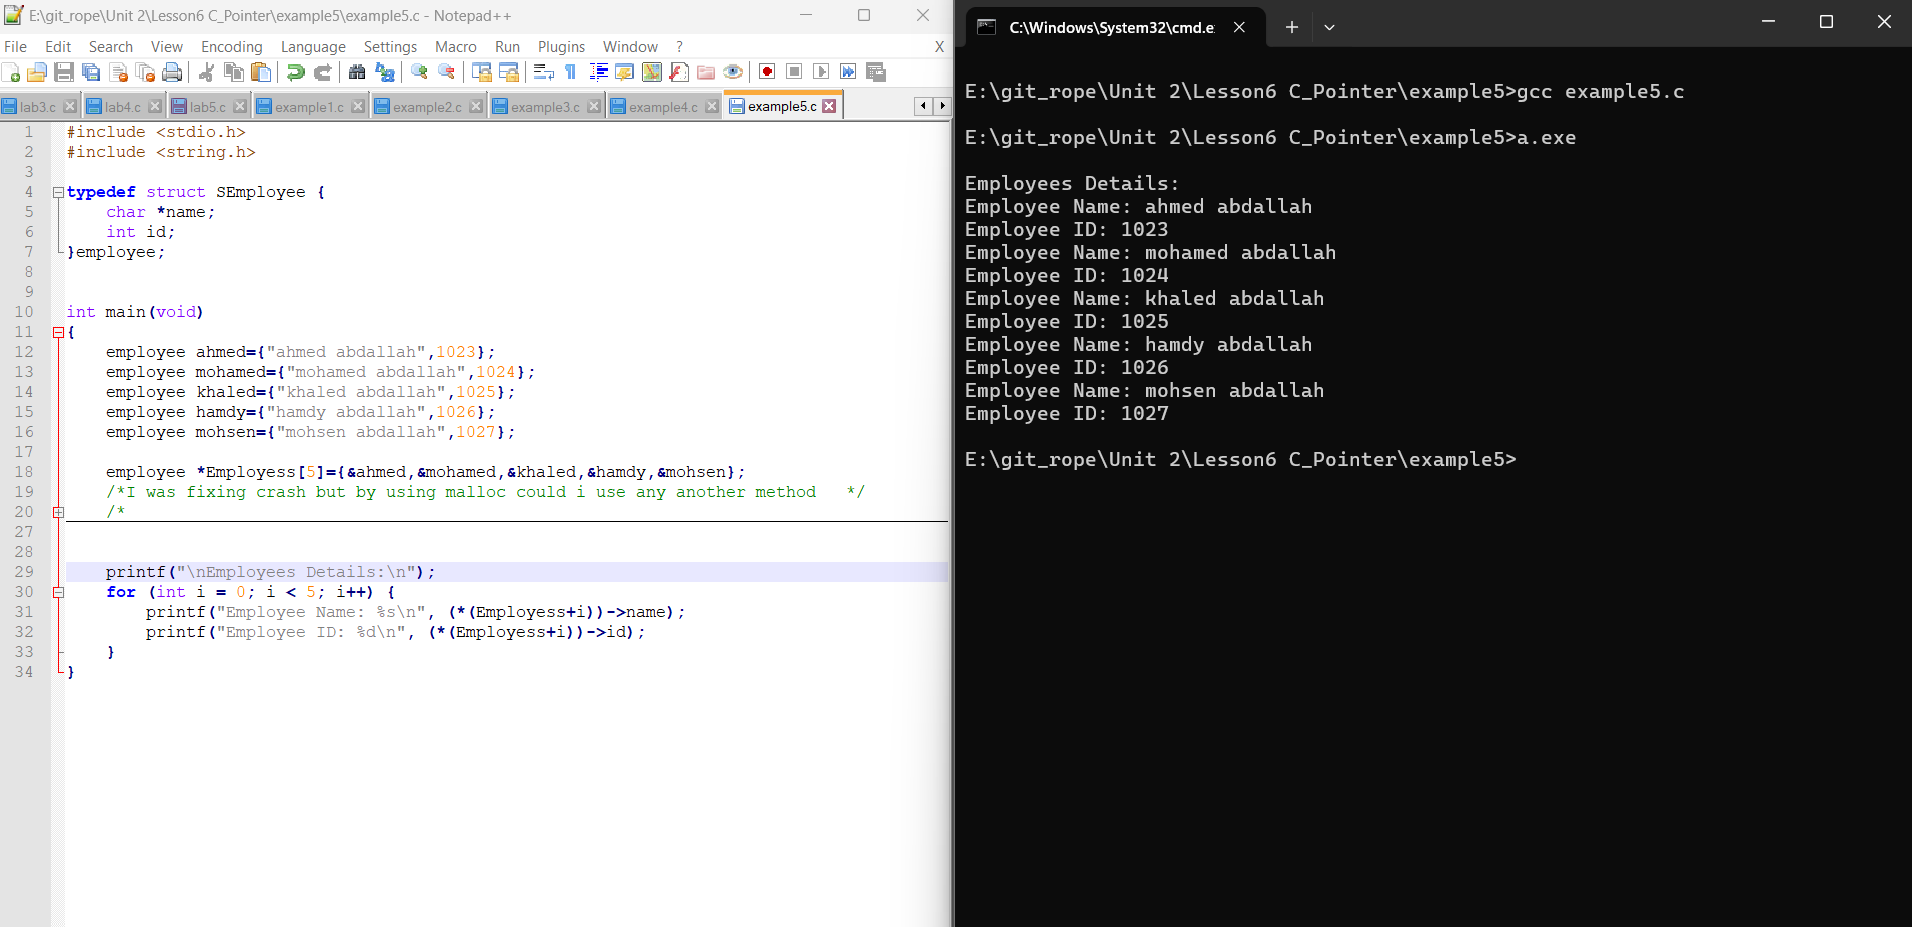 E:\git_rope\Unit 2\Lesson6 C_Pointer\example5\example5.c - Notepad++
File Edit Search View Encoding Language Settings Macro Run Plugins Window ? X
lab3.c lab4.c lab5.c example1.c example2.c example3.c example4.c example5.c
1 #include <stdio.h>
2 #include <string.h>
3
4 typedef struct SEmployee {
5 char *name;
6 int id;
7 }employee;
8
9
10 int main(void)
11 {
12 employee ahmed={"ahmed abdallah",1023};
13 employee mohamed={"mohamed abdallah",1024};
14 employee khaled={"khaled abdallah",1025};
15 employee hamdy={"hamdy abdallah",1026};
16 employee mohsen={"mohsen abdallah",1027};
17
18 employee *Employess[5]={&ahmed,&mohamed,&khaled,&hamdy,&mohsen};
19 /*I was fixing crash but by using malloc could i use any another method */
20 /*
27
28
29 printf("\nEmployees Details:\n");
30 for (int i = 0; i < 5; i++) {
31 printf("Employee Name: %s\n", (*(Employess+i))->name);
32 printf("Employee ID: %d\n", (*(Employess+i))->id);
33 }
34 }
C:\Windows\System32\cmd.e
E:\git_rope\Unit 2\Lesson6 C_Pointer\example5>gcc example5.c
E:\git_rope\Unit 2\Lesson6 C_Pointer\example5>a.exe
Employees Details:
Employee Name: ahmed abdallah
Employee ID: 1023
Employee Name: mohamed abdallah
Employee ID: 1024
Employee Name: khaled abdallah
Employee ID: 1025
Employee Name: hamdy abdallah
Employee ID: 1026
Employee Name: mohsen abdallah
Employee ID: 1027
E:\git_rope\Unit 2\Lesson6 C_Pointer\example5>